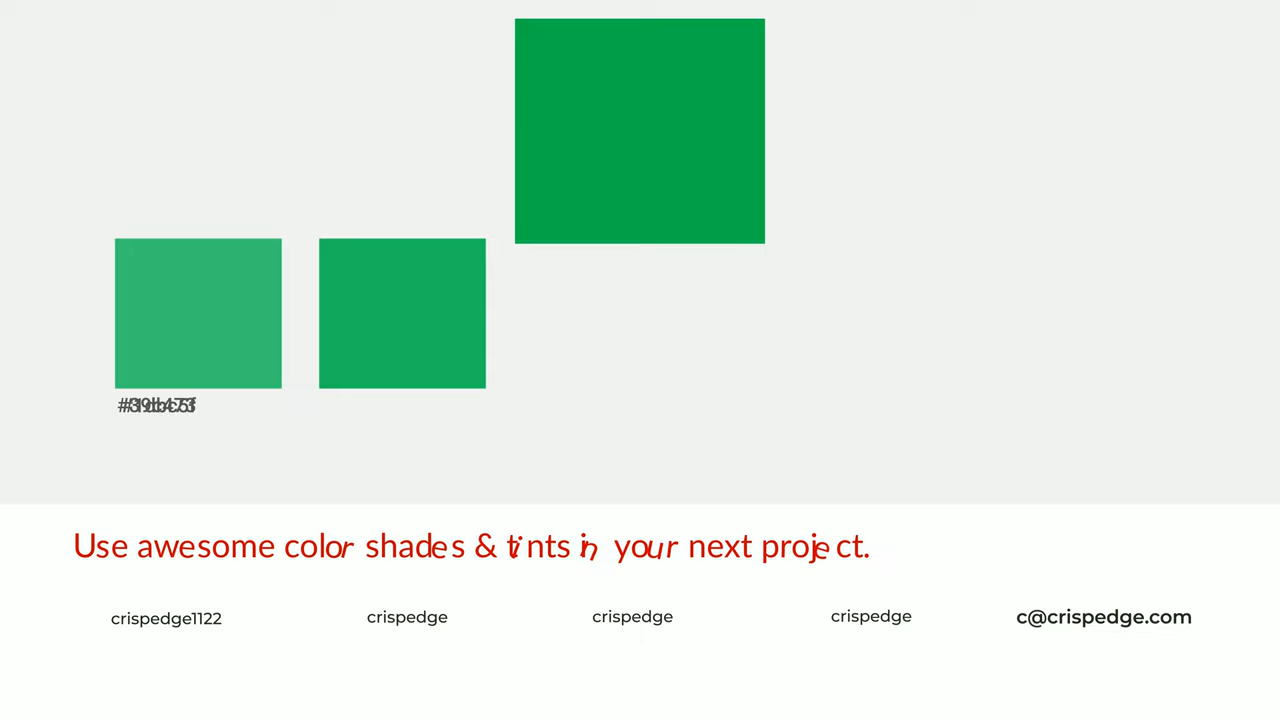 Use awesome color shades & tints in your next project.
crispedge1122 crispedge crispedge crispedge c@crispedge.com